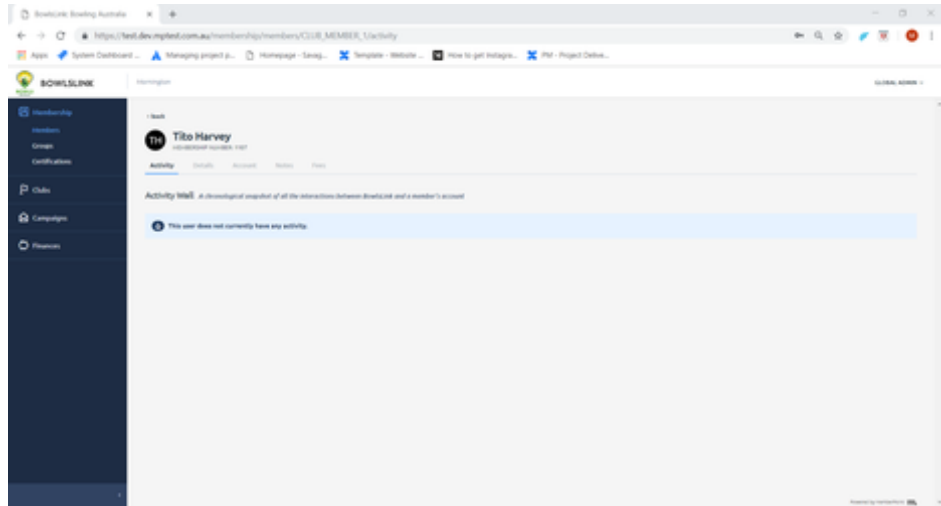 BowlsLink: Bowling Australia
https://test.dev.mptest.com.au/membership/members/CLUB_MEMBER_1/activity
Apps System Dashboard ... Managing project p... Homepage - Savag... Template - Website ... How to get instagra... PM - Project Delive...
BOWLSLINK
Mornington
GLOBAL ADMIN
Membership
Members
Groups
Certifications
Clubs
Campaigns
Finances
‹ Back
TH
Tito Harvey
MEMBERSHIP NUMBER:
Activity Details Account Notes Fees
Activity Wall A chronological snapshot of all the interactions between BowlsLink and a member's account
This user does not currently have any activity.
Powered by